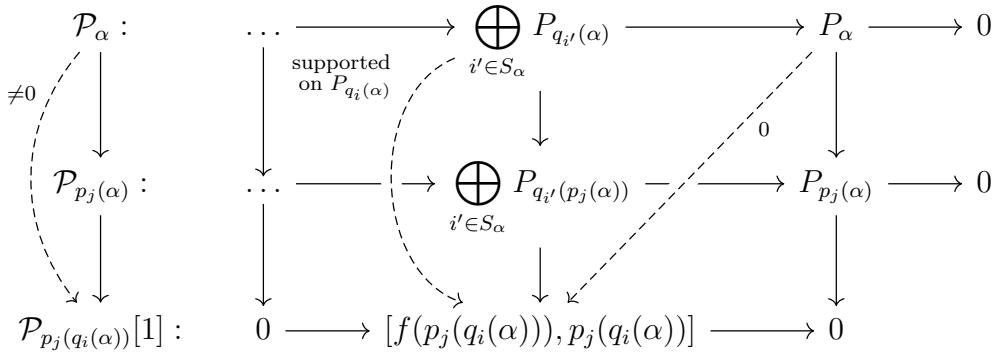 𝒫_α : … ⨁_{i'∈S_α} P_{q_{i'}(α)} P_α 0
supported
on P_{q_i(α)}
≠0
0
𝒫_{p_j(α)} : … ⨁_{i'∈S_α} P_{q_{i'}(p_j(α))} P_{p_j(α)} 0
𝒫_{p_j(q_i(α))}[1] : 0 [f(p_j(q_i(α))), p_j(q_i(α))] 0